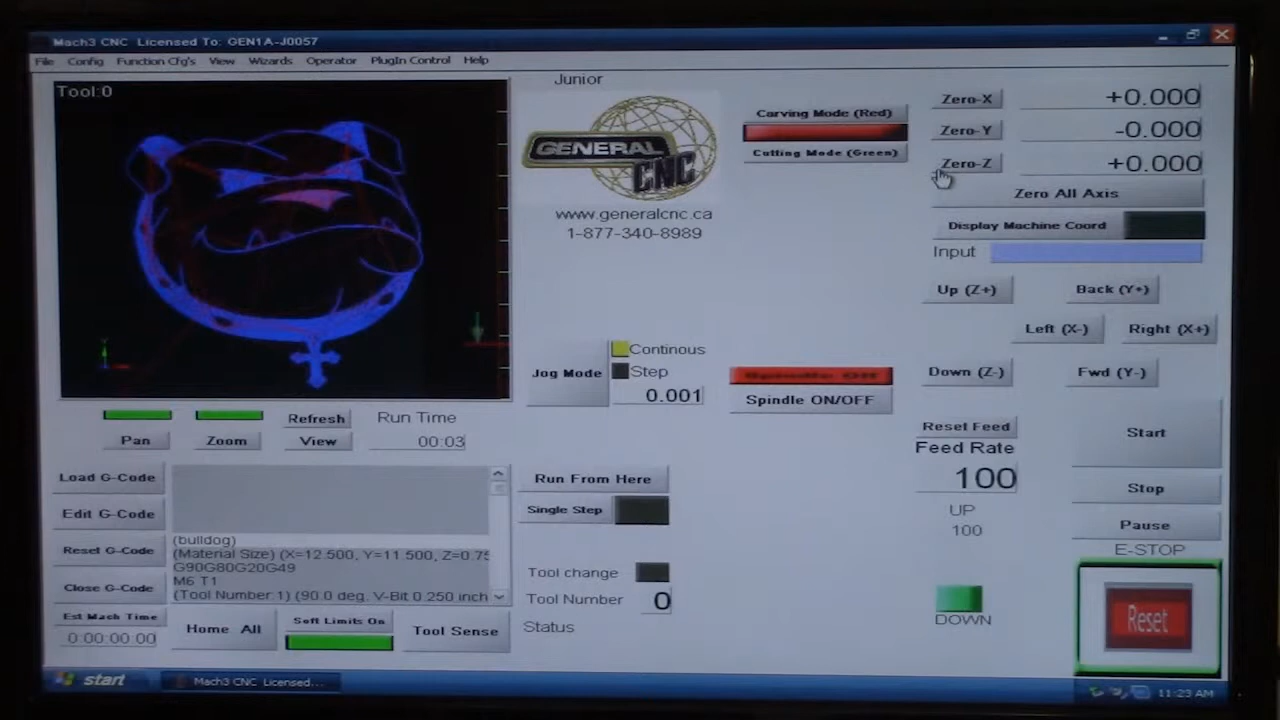 Mach3 CNC Licensed To: GEN1A-J0057
File Config Function Cfg's View Wizards Operator PlugIn Control Help
Tool:0
Junior
GENERAL
CNC
www.generalcnc.ca
1-877-340-8989
Carving Mode (Red)
Cutting Mode (Green)
Zero-X +0.000
Zero-Y -0.000
Zero-Z +0.000
Zero All Axis
Display Machine Coord
Input
Up (Z+) Back (Y+)
Left (X-) Right (X+)
Down (Z-) Fwd (Y-)
Jog Mode
Continous
Step
0.001
Spindle ON/OFF
Pan Zoom
Refresh
View
Run Time
00:03
Reset Feed
Feed Rate
100
UP
100
DOWN
Start
Stop
Pause
E-STOP
Reset
Load G-Code
Edit G-Code
Reset G-Code
Close G-Code
(bulldog)
(Material Size) (X=12.500, Y=11.500, Z=0.75
G90G80G20G49
M6 T1
(Tool Number:1) (90.0 deg. V-Bit 0.250 inch
Run From Here
Single Step
Tool change
Tool Number 0
Status
Est Mach Time
0:00:00:00
Home All
Soft Limits On
Tool Sense
start
Mach3 CNC Licensed...
11:23 AM